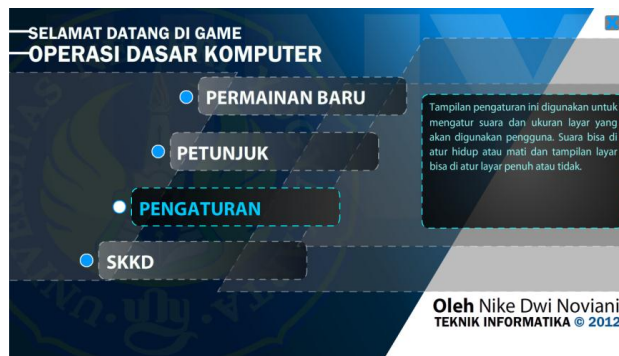 SELAMAT DATANG DI GAME
OPERASI DASAR KOMPUTER
PERMAINAN BARU
PETUNJUK
PENGATURAN
SKKD
Tampilan pengaturan ini digunakan untuk
mengatur suara dan ukuran layar yang
akan digunakan pengguna. Suara bisa di
atur hidup atau mati dan tampilan layar
bisa di atur layar penuh atau tidak.
Oleh Nike Dwi Noviani
TEKNIK INFORMATIKA © 2012